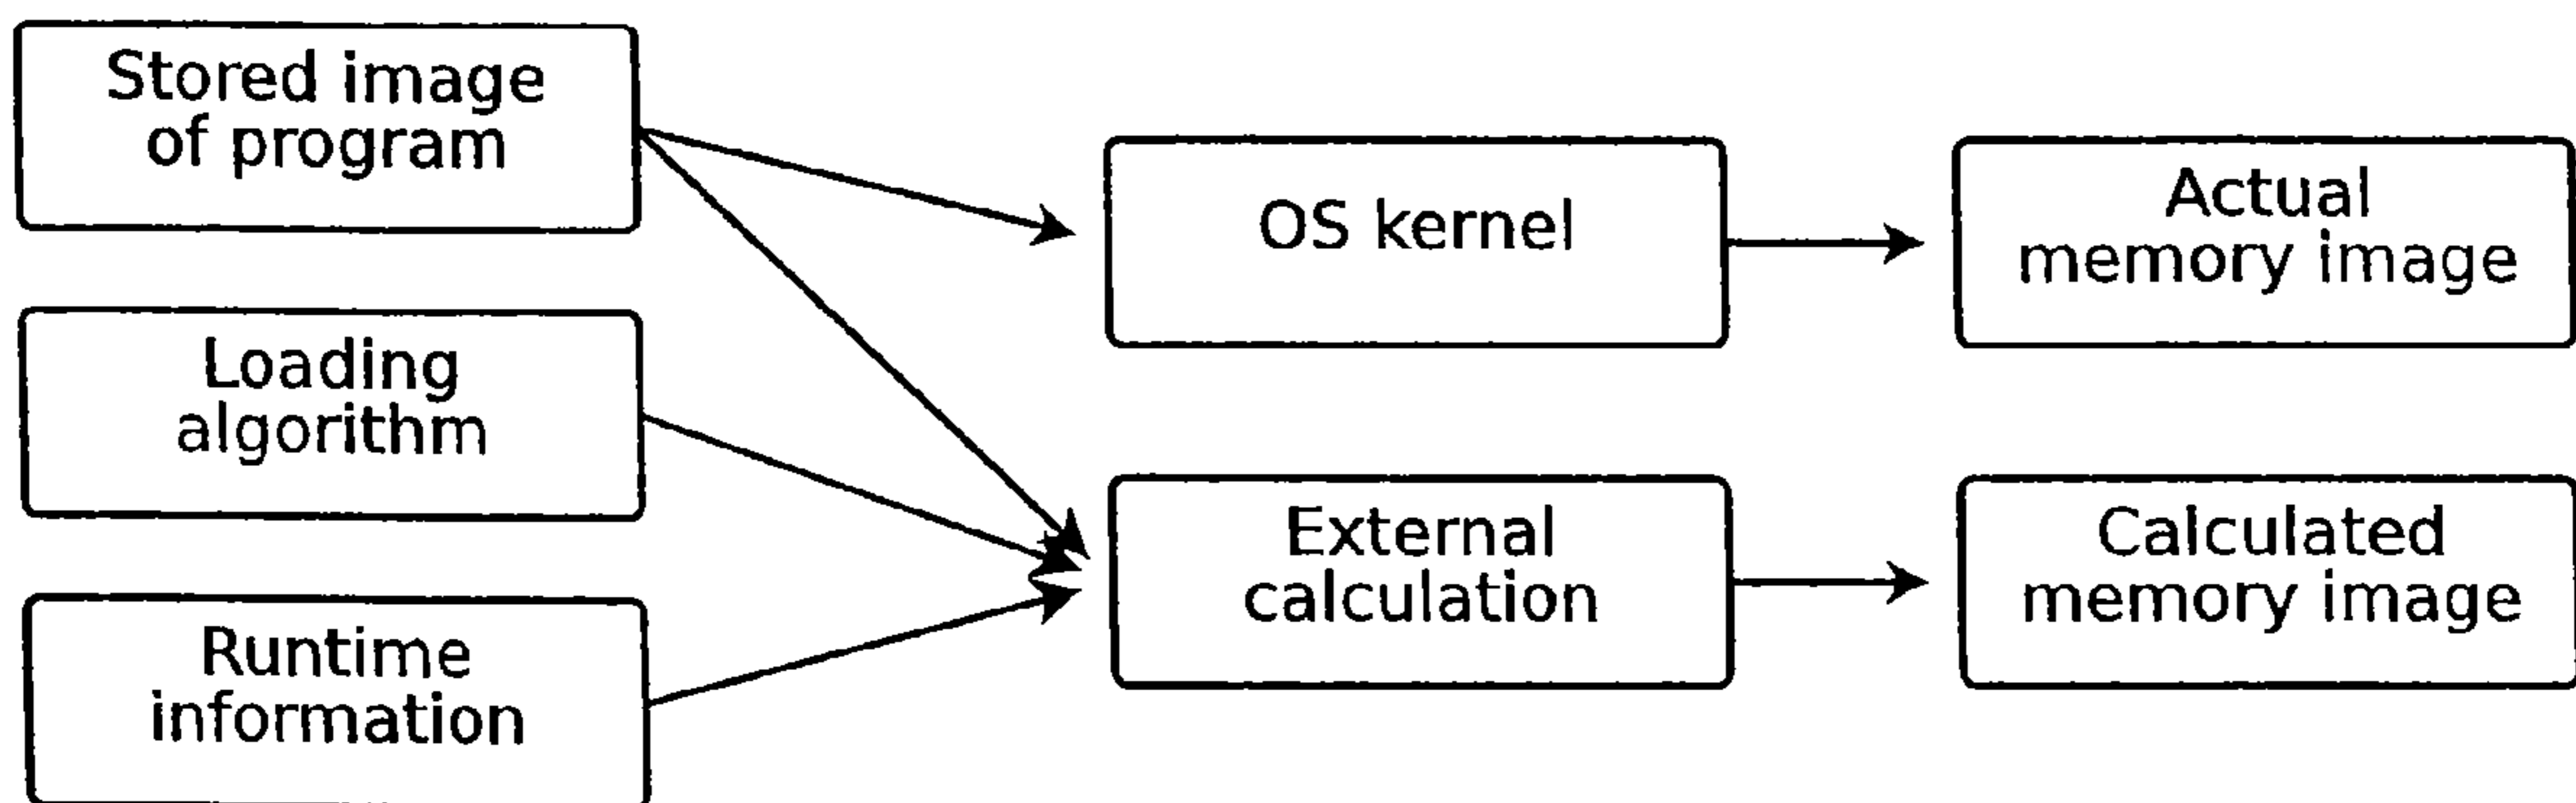 Stored image
of program
Loading
algorithm
Runtime
information
OS kernel
External
calculation
Actual
memory image
Calculated
memory image